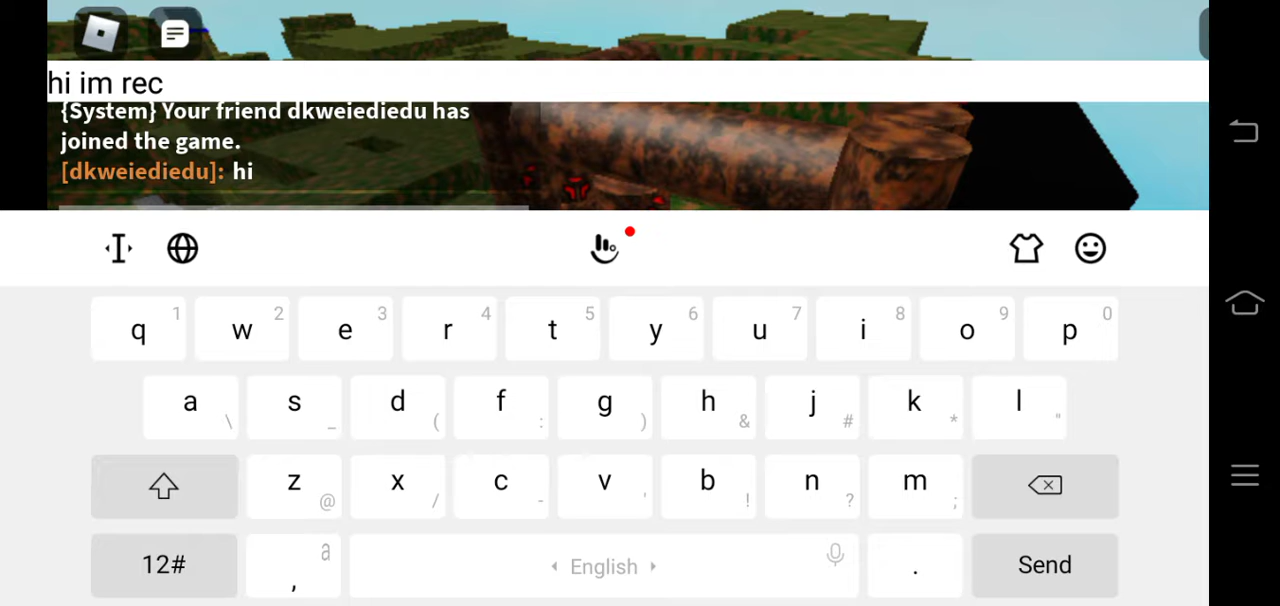 hi im rec
{System} Your friend dkweiediedu has
joined the game.
[dkweiediedu]: hi
q 1 w 2 e 3 r 4 t 5 y 6 u 7 i 8 o 9 p 0
a \ s _ d ( f : g ) h & j # k * l "
z @ x / c - v ' b ! n ? m ;
12# , a English . Send